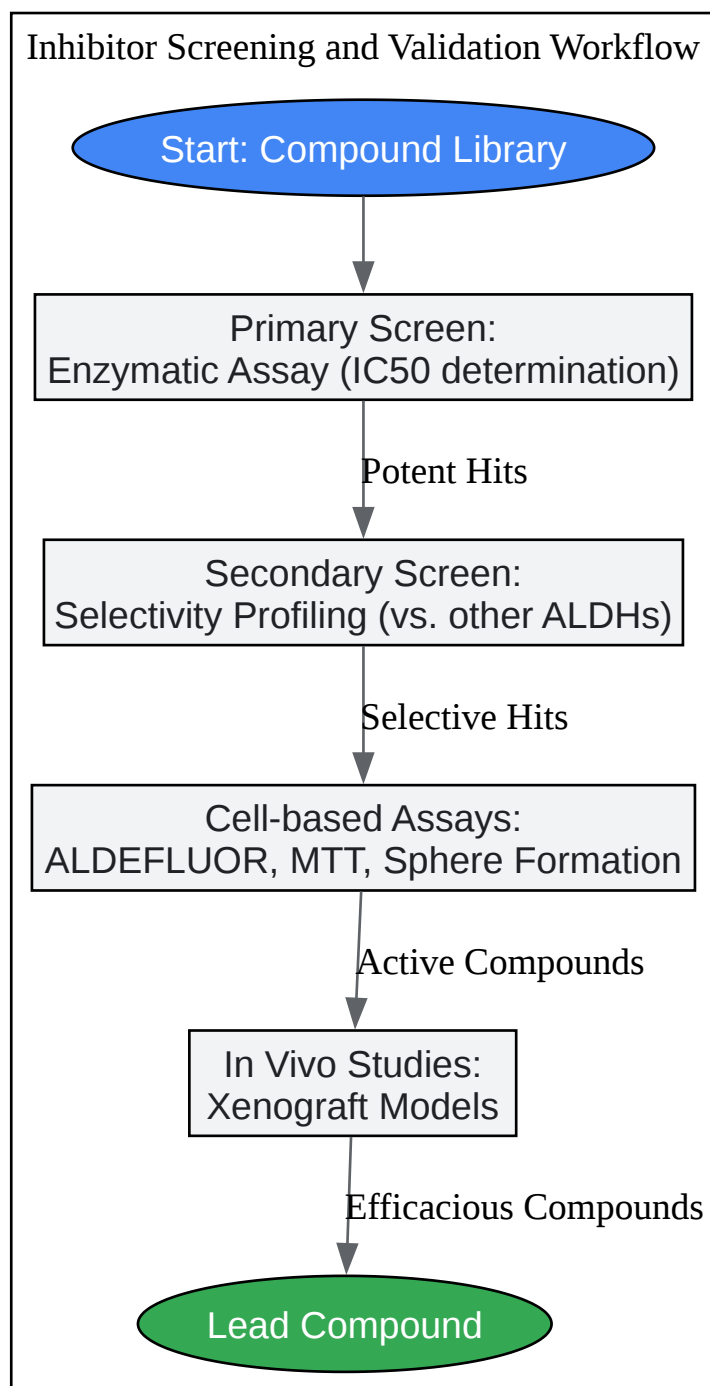 Inhibitor Screening and Validation Workflow
Start: Compound Library
Primary Screen:
Enzymatic Assay (IC50 determination)
Potent Hits
Secondary Screen:
Selectivity Profiling (vs. other ALDHs)
Selective Hits
Cell-based Assays:
ALDEFLUOR, MTT, Sphere Formation
Active Compounds
In Vivo Studies:
Xenograft Models
Efficacious Compounds
Lead Compound